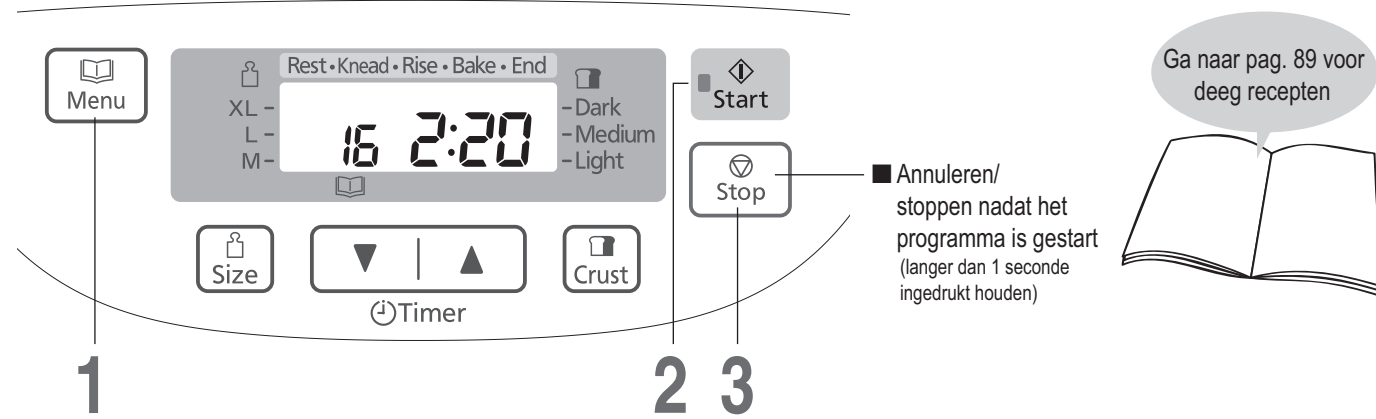 Menu
Rest • Knead • Rise • Bake • End
XL –
L –
M –
16 2:20
– Dark
– Medium
– Light
Start
Stop
Size
Timer
Crust
1
2
3
■ Annuleren/
stoppen nadat het
programma is gestart
(langer dan 1 seconde
ingedrukt houden)
Ga naar pag. 89 voor
deeg recepten